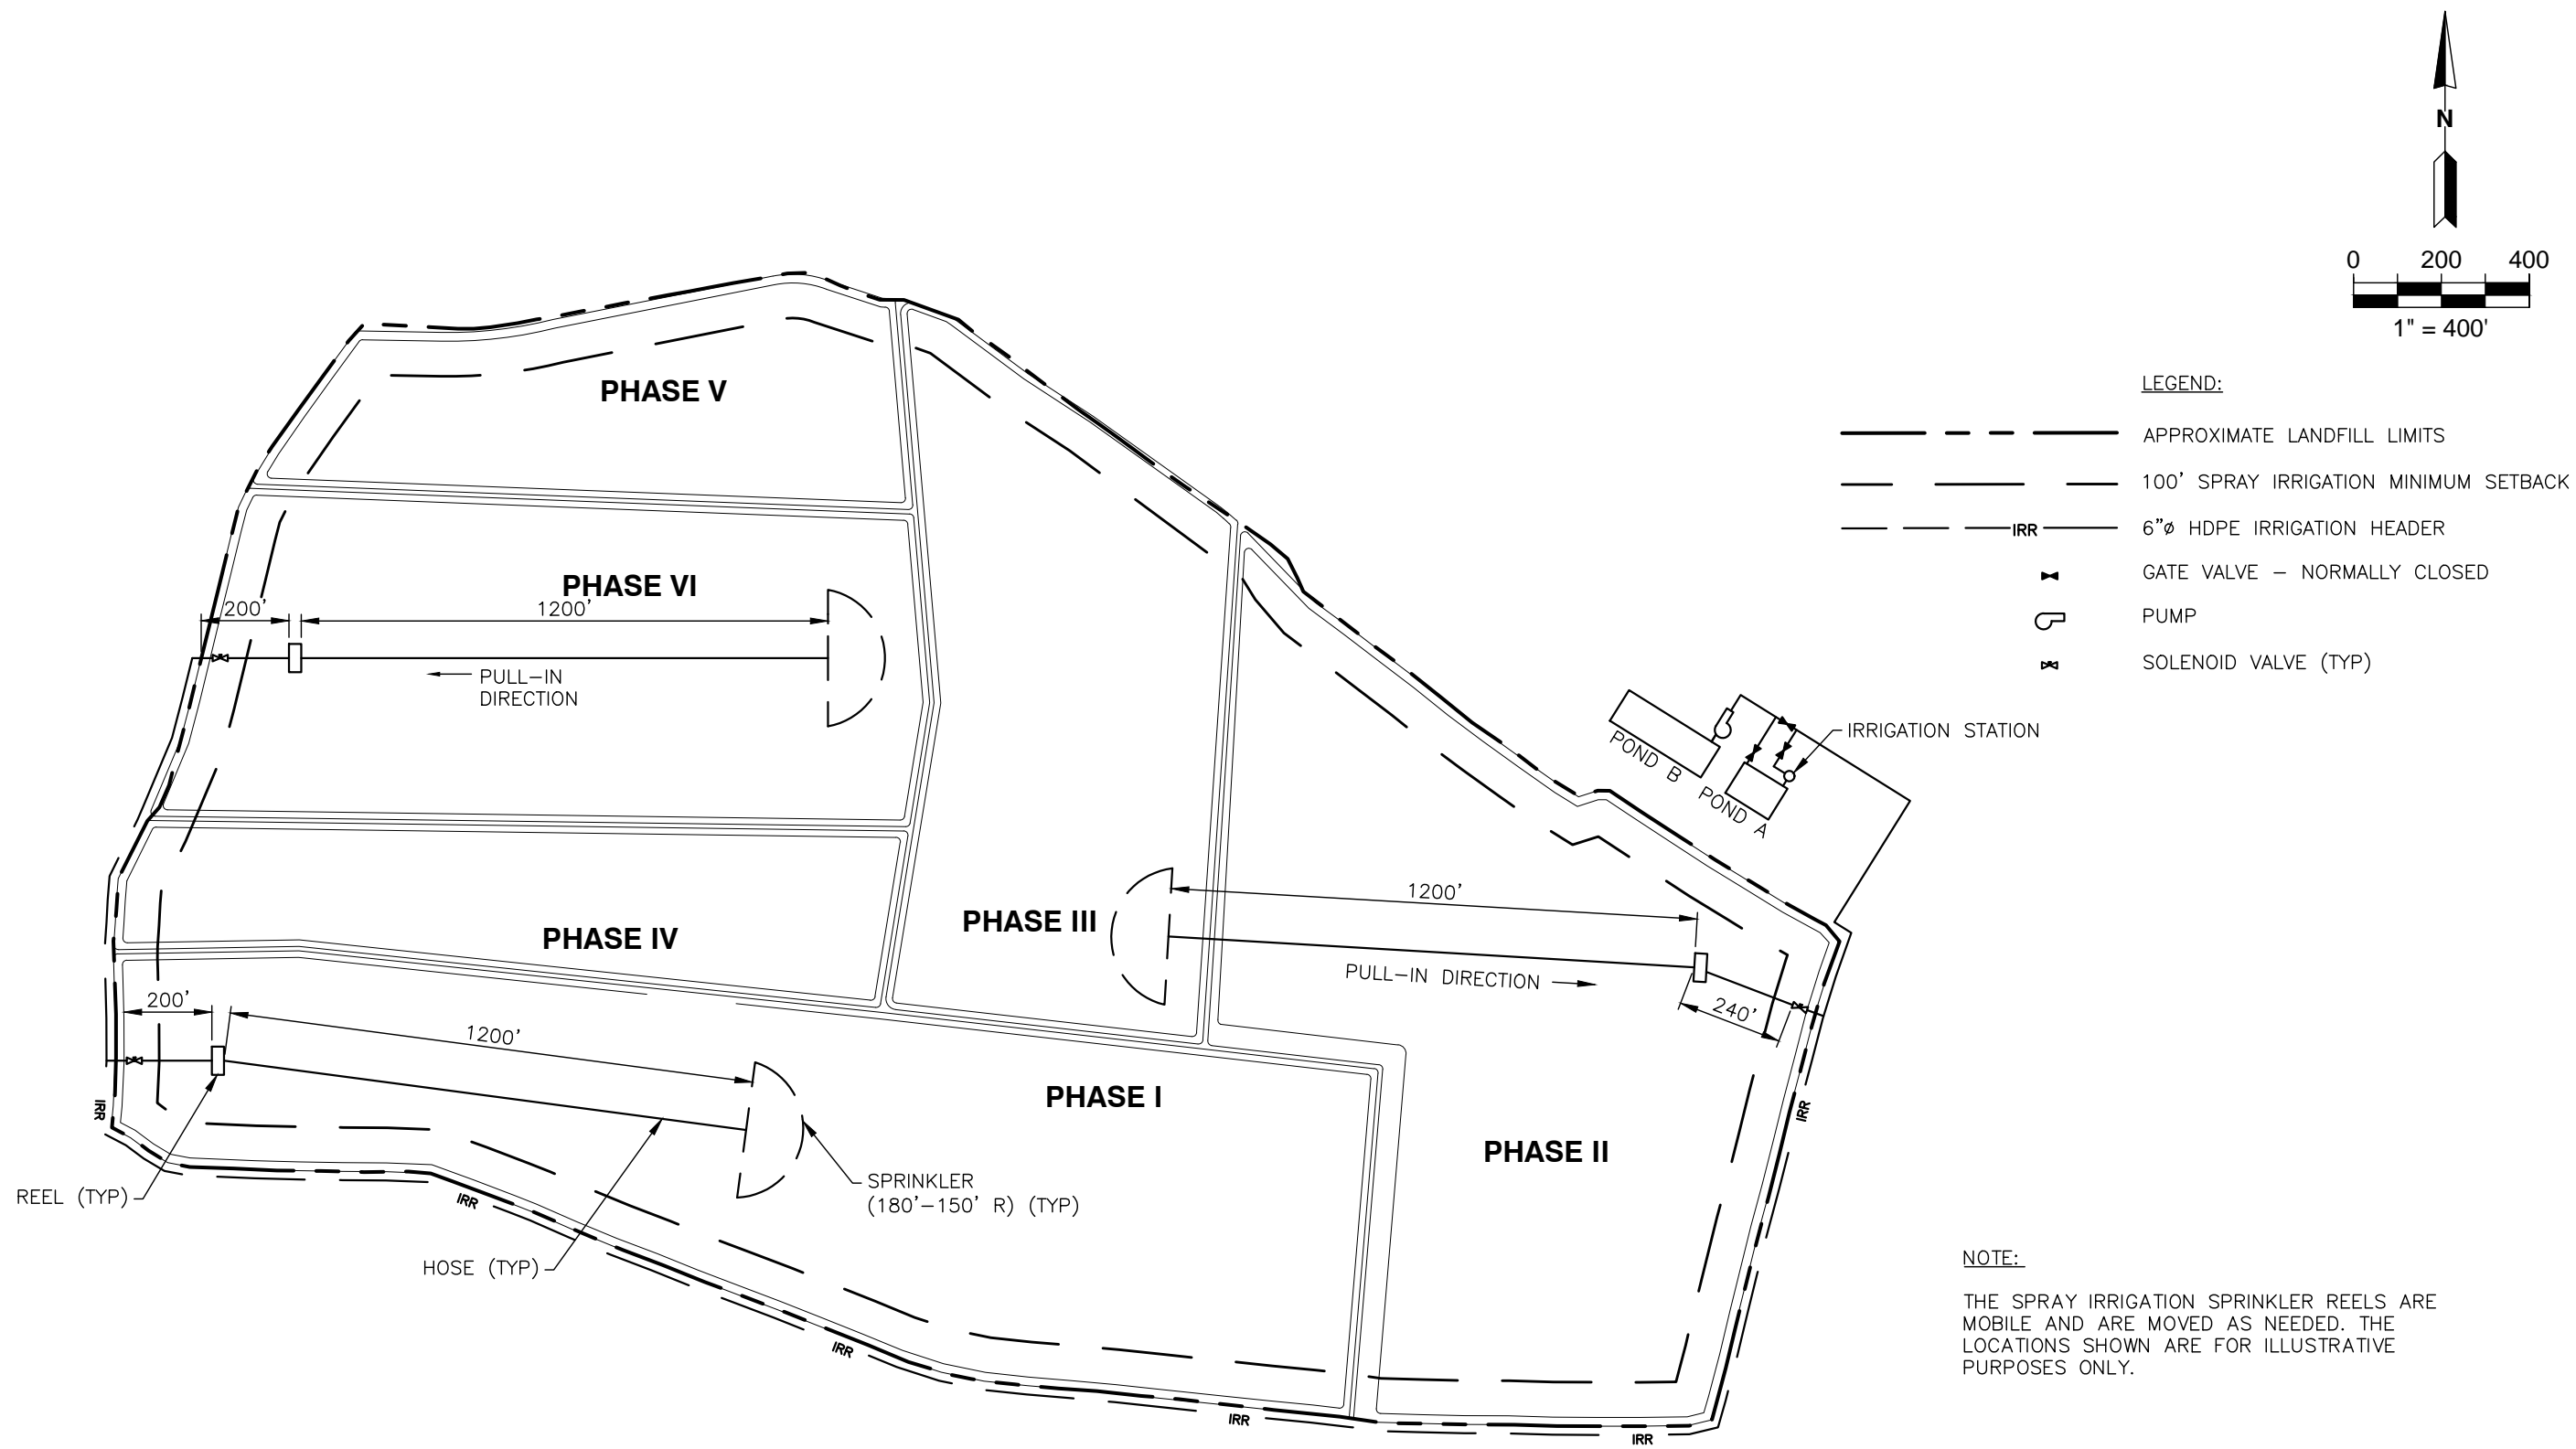 N
0 200 400
1" = 400'
LEGEND:
APPROXIMATE LANDFILL LIMITS
100' SPRAY IRRIGATION MINIMUM SETBACK
IRR
6"ø HDPE IRRIGATION HEADER
GATE VALVE – NORMALLY CLOSED
PUMP
SOLENOID VALVE (TYP)
PHASE V
PHASE VI
200'
1200'
PULL–IN
DIRECTION
IRRIGATION STATION
POND B
POND A
PHASE IV
PHASE III
1200'
PULL–IN DIRECTION
240'
200'
1200'
PHASE I
PHASE II
IRR
IRR
REEL (TYP)
SPRINKLER
(180'–150' R) (TYP)
IRR
HOSE (TYP)
IRR
IRR
IRR
NOTE:
THE SPRAY IRRIGATION SPRINKLER REELS ARE
MOBILE AND ARE MOVED AS NEEDED. THE
LOCATIONS SHOWN ARE FOR ILLUSTRATIVE
PURPOSES ONLY.